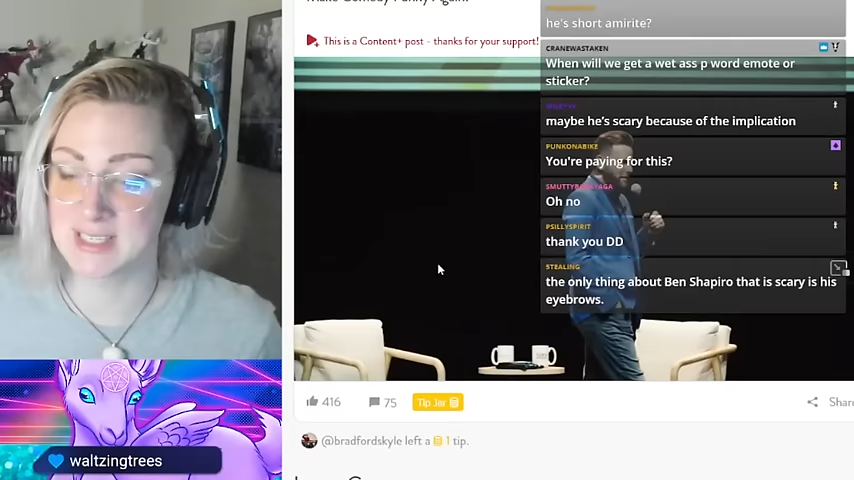 he's short amirite?
This is a Content+ post - thanks for your support!
CRANEWASTAKEN
When will we get a wet ass p word emote or
sticker?
maybe he's scary because of the implication
PUNKONABIKE
You're paying for this?
Oh no
PSILLYSPIRIT
thank you DD
STEALING
the only thing about Ben Shapiro that is scary is his
eyebrows.
416
75
Tip Jar
Share
@bradfordskyle left a 1 tip.
waltzingtrees